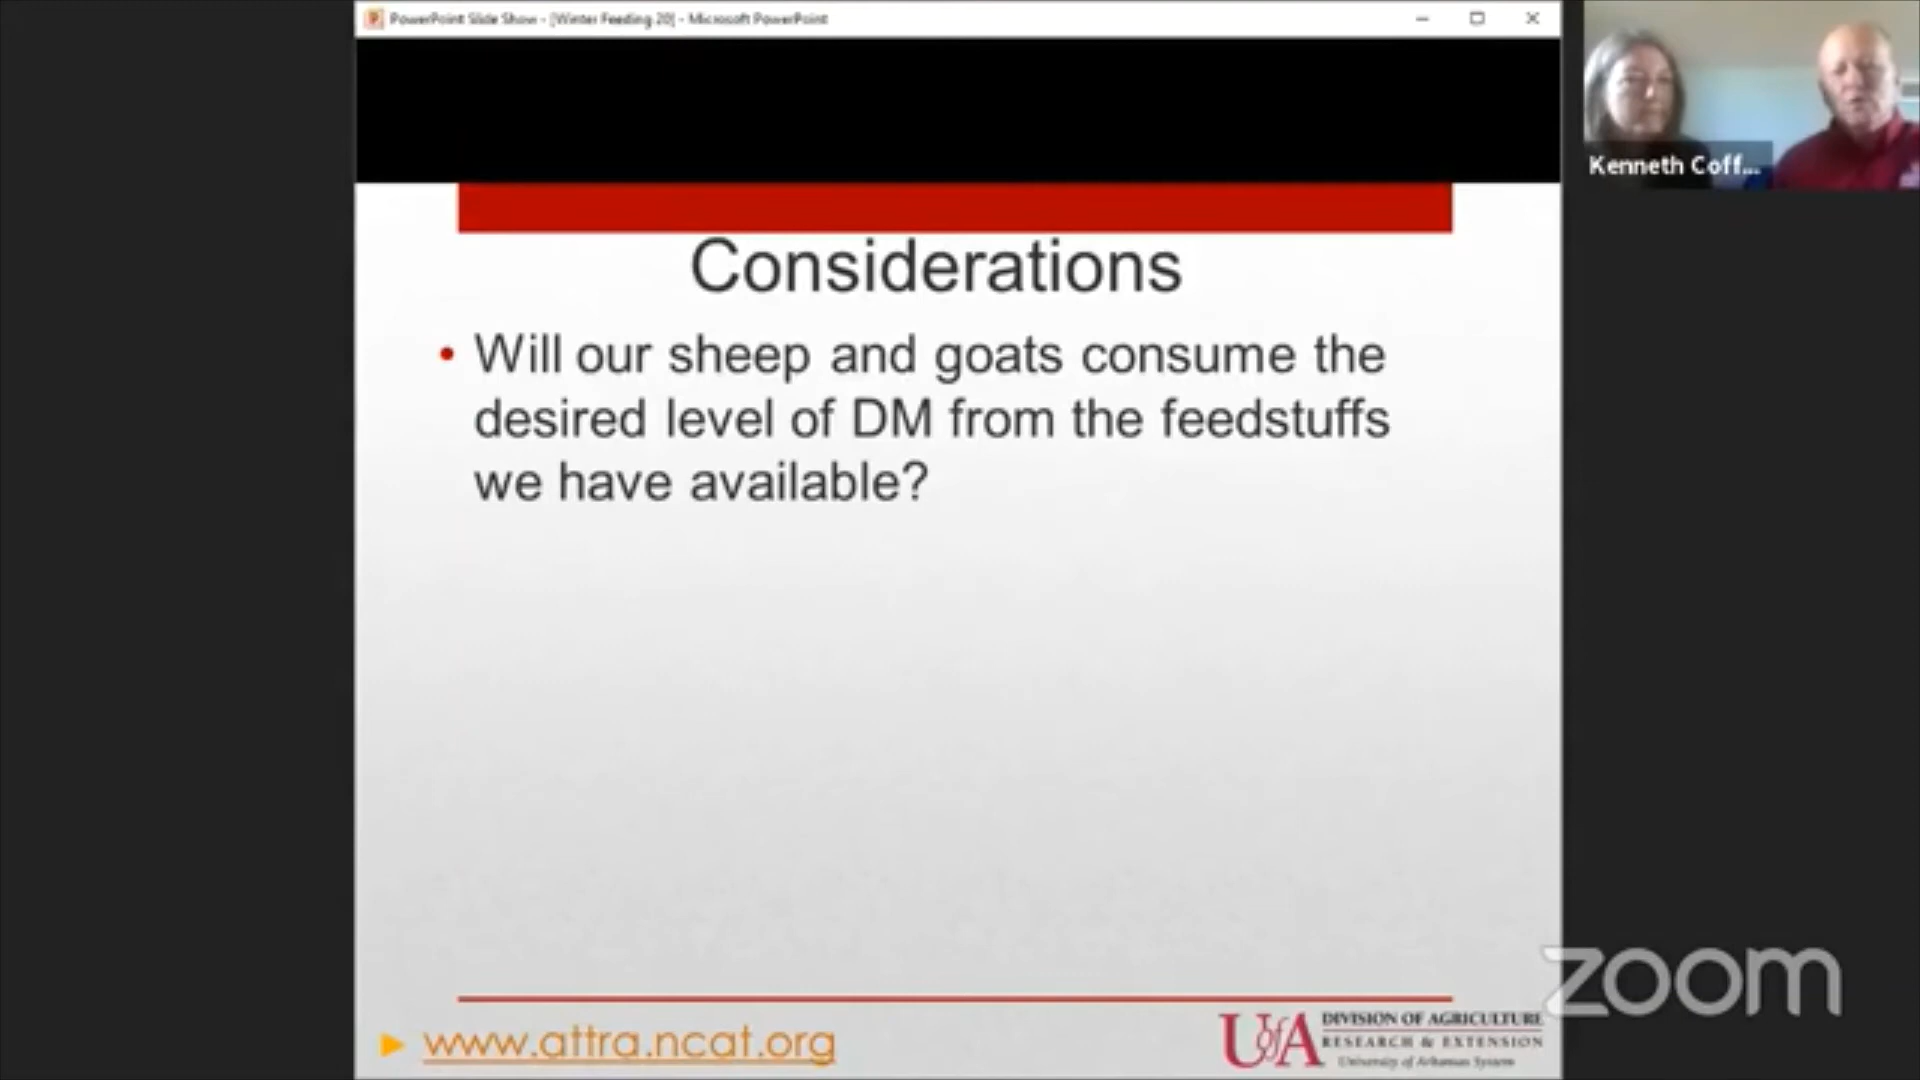 PowerPoint Slide Show - [Winter Feeding 20] - Microsoft PowerPoint
Kenneth Coff...
Considerations
• Will our sheep and goats consume the
desired level of DM from the feedstuffs
we have available?
zoom
www.attra.ncat.org
UofA
DIVISION OF AGRICULTURE
RESEARCH & EXTENSION
University of Arkansas System